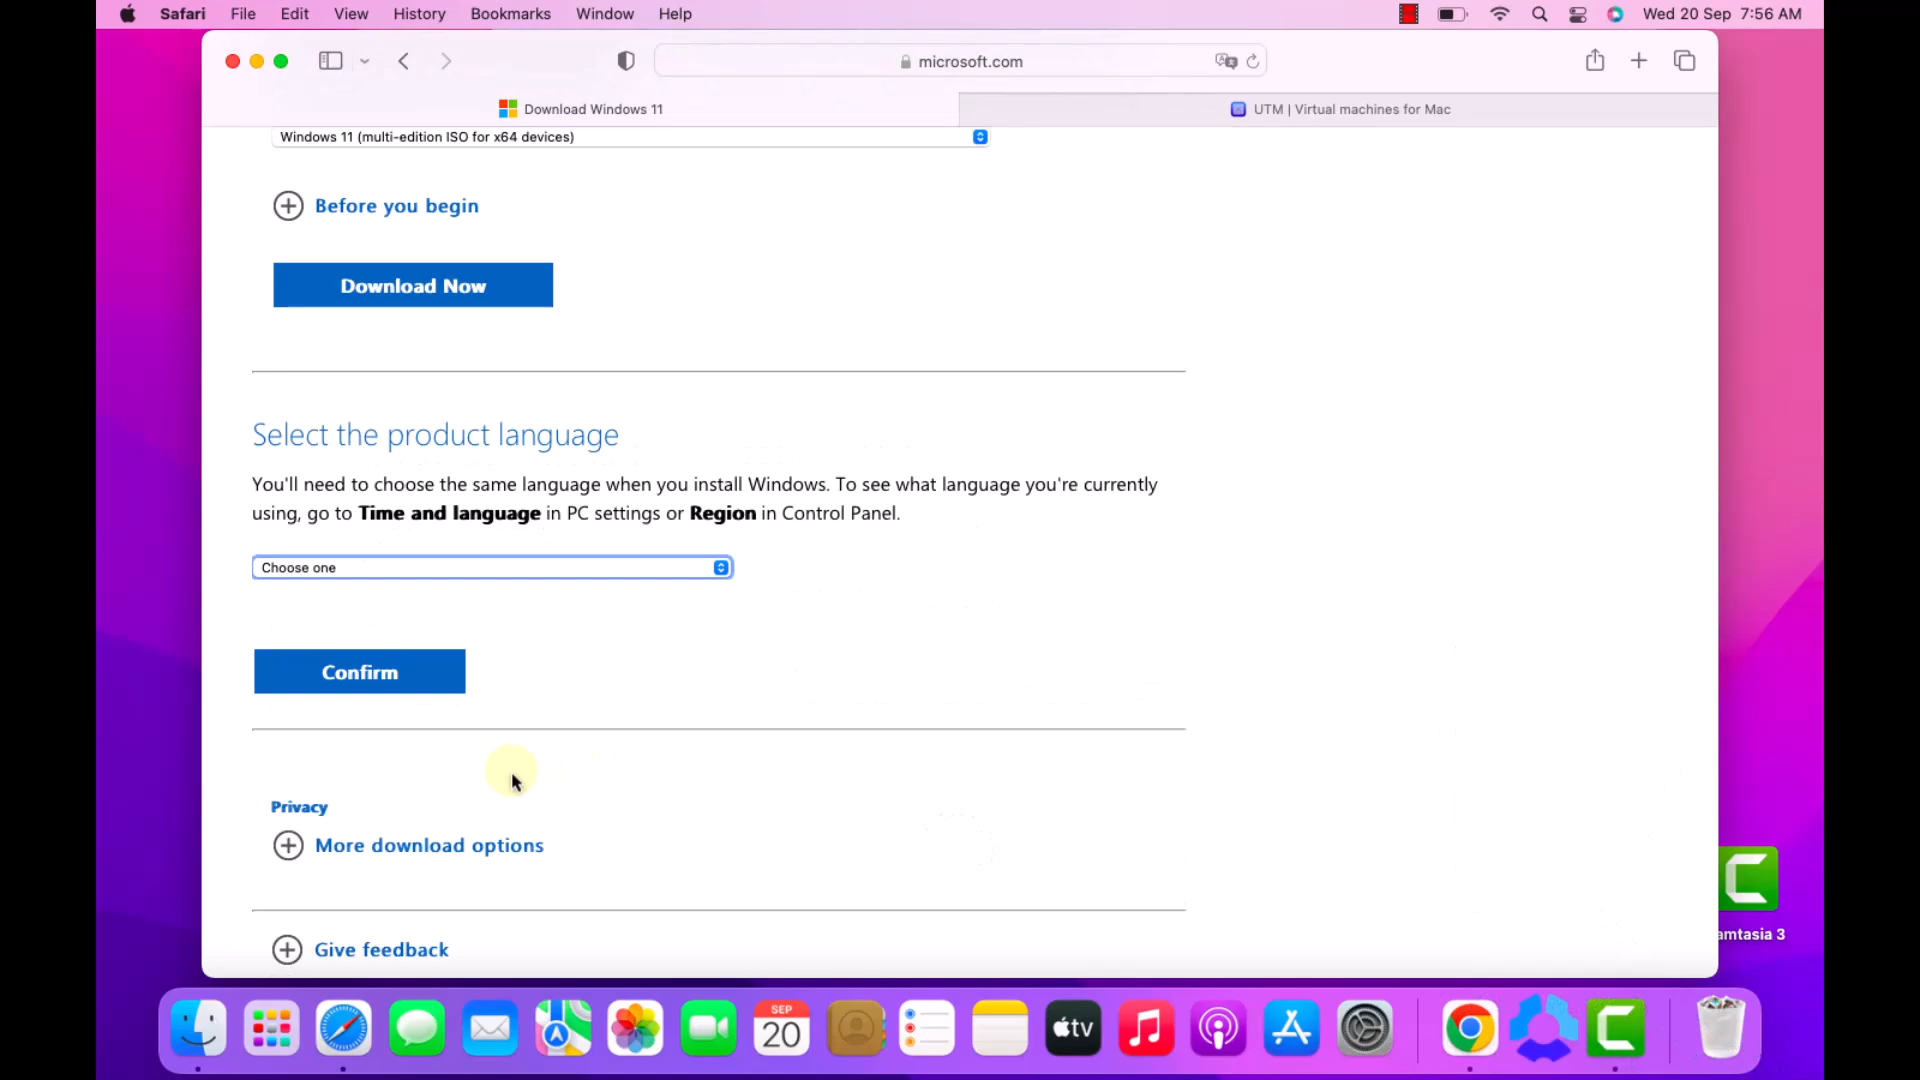 Safari File Edit View History Bookmarks Window Help Wed 20 Sep 7:56 AM
microsoft.com
Download Windows 11
UTM | Virtual machines for Mac
Windows 11 (multi-edition ISO for x64 devices)
Before you begin
Download Now
Select the product language
You'll need to choose the same language when you install Windows. To see what language you're currently
using, go to Time and language in PC settings or Region in Control Panel.
Choose one
Confirm
Privacy
More download options
Give feedback
amtasia 3
SEP
20
tv